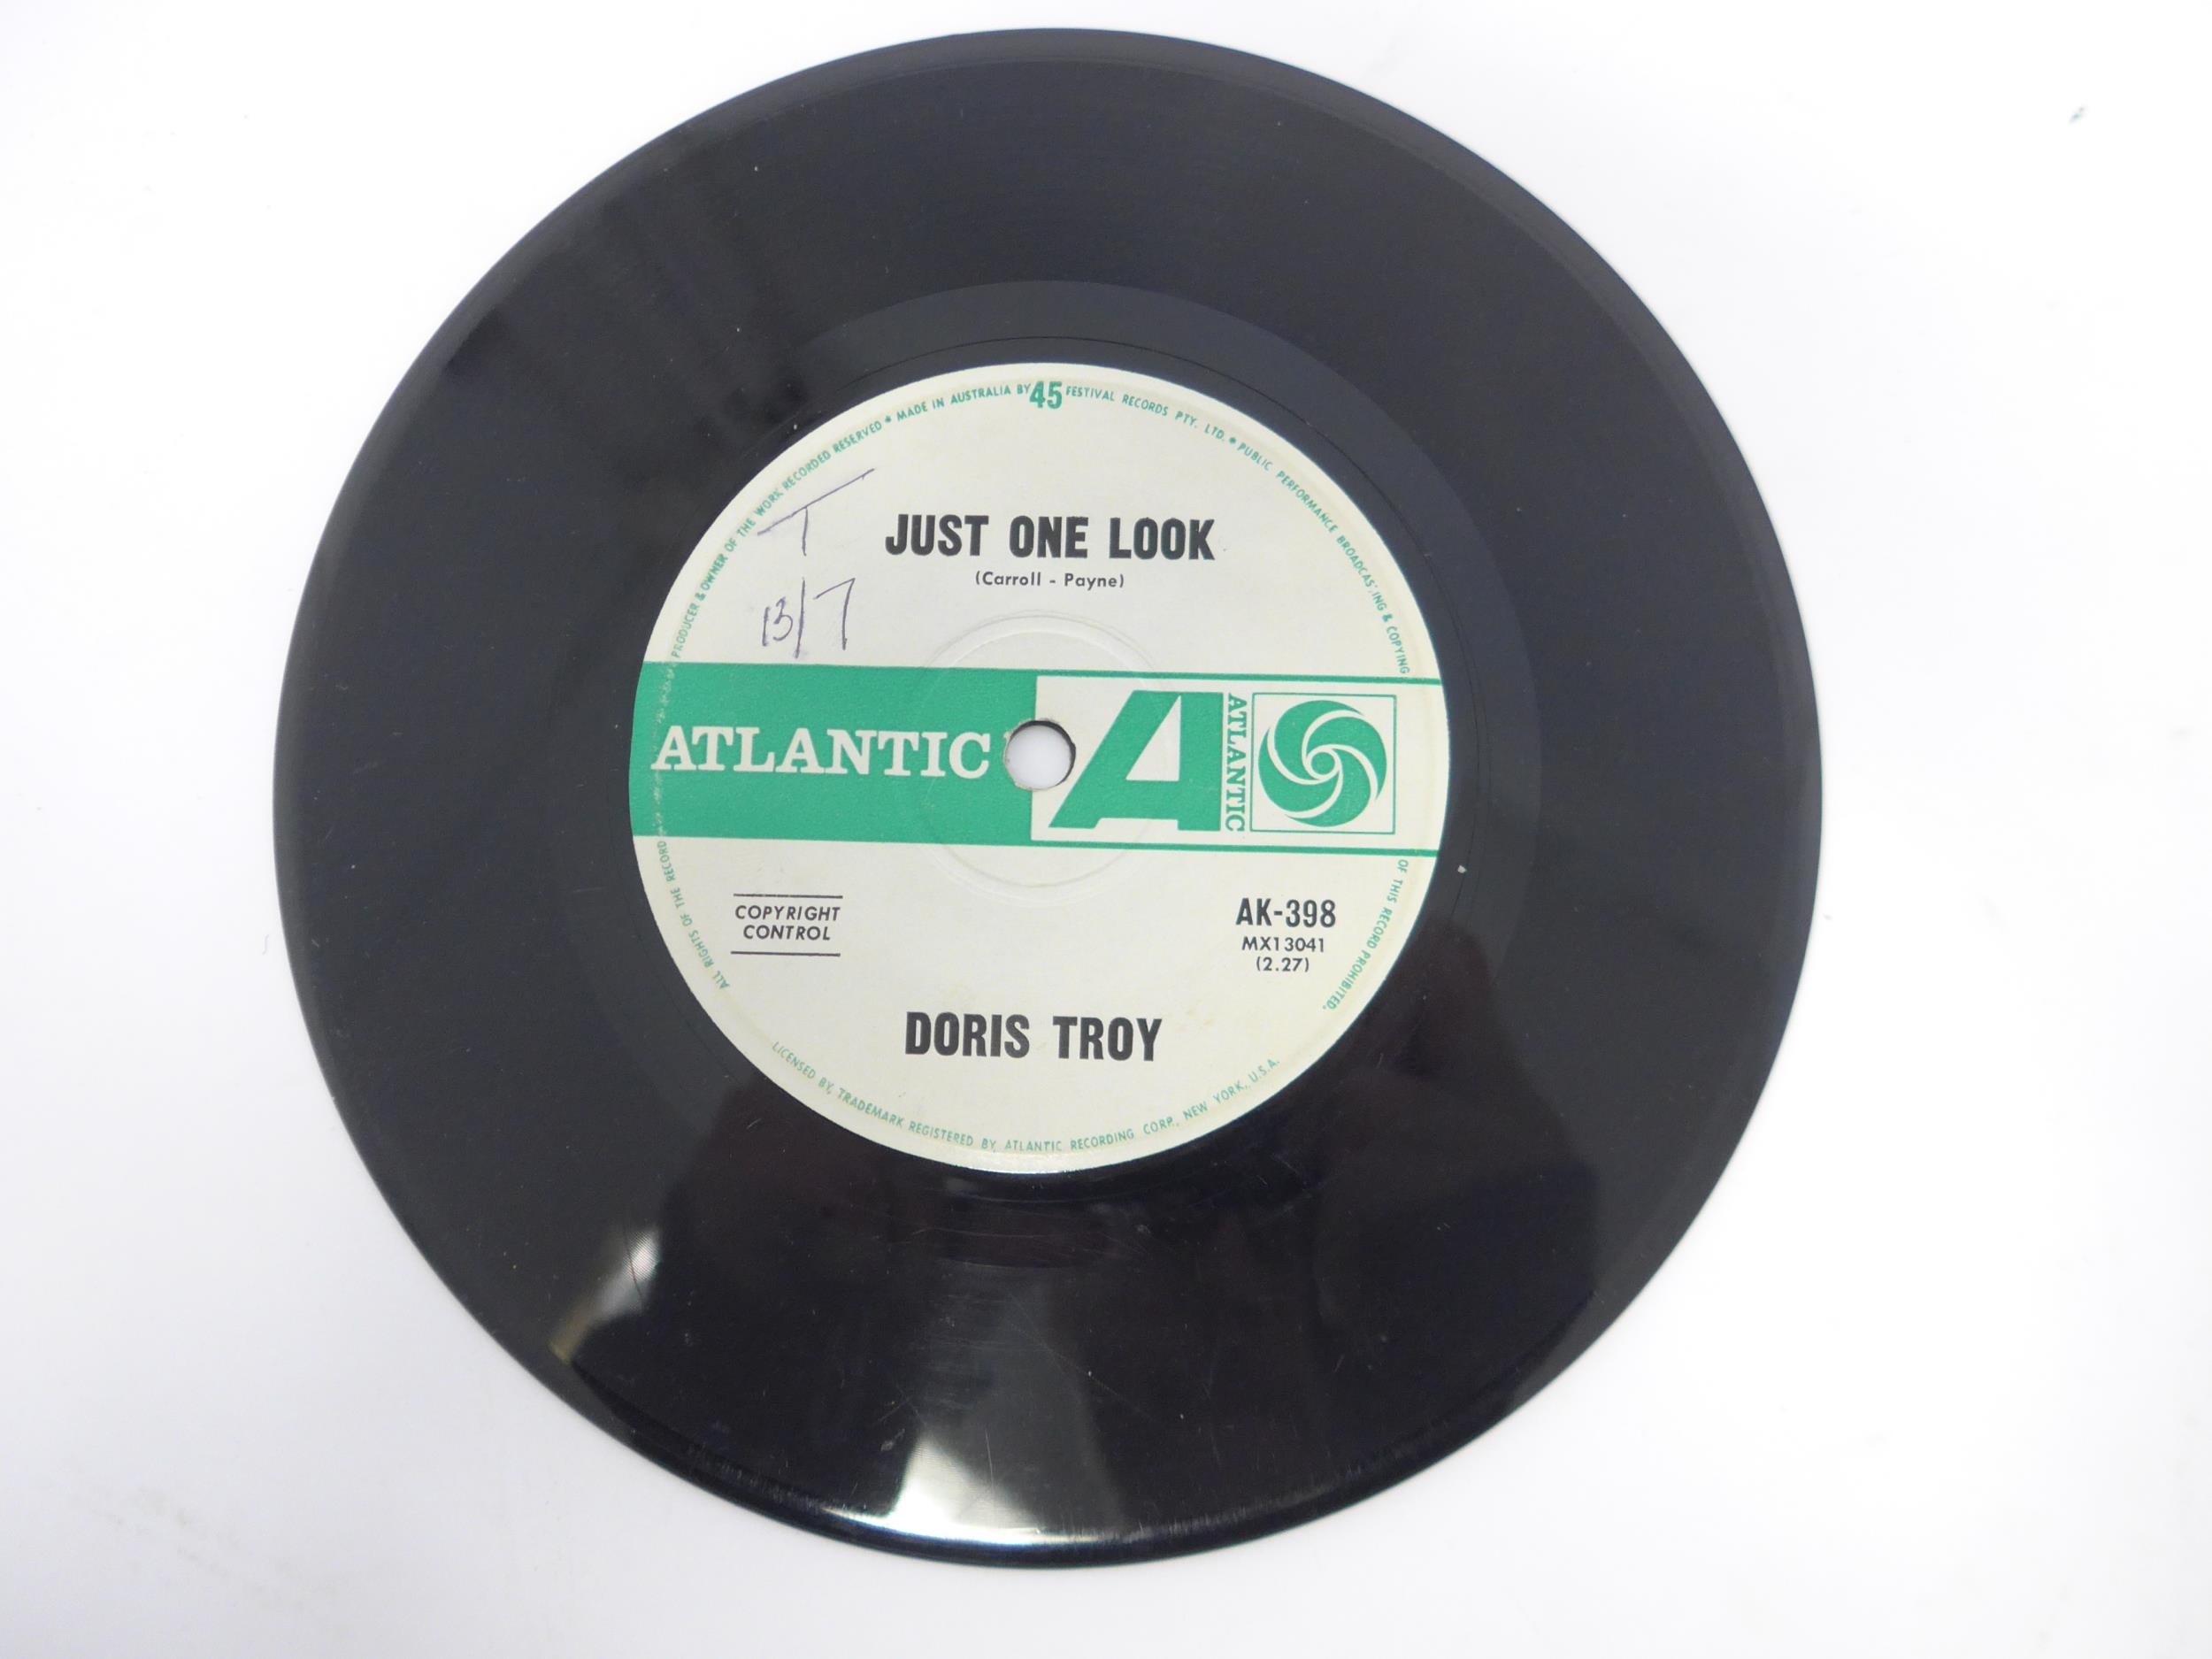 ALL RIGHTS OF THE RECORD PRODUCER & OWNER OF THE WORK RECORDED RESERVED * MADE IN AUSTRALIA BY 45 FESTIVAL RECORDS PTY. LTD. * PUBLIC PERFORMANCE BROADCASTING & COPYING OF THIS RECORD PROHIBITED.
T
13/7
JUST ONE LOOK
(Carroll - Payne)
ATLANTIC
A
ATLANTIC
COPYRIGHT
CONTROL
AK-398
MX13041
(2.27)
DORIS TROY
LICENSED BY, TRADEMARK REGISTERED BY ATLANTIC RECORDING CORP., NEW YORK, U.S.A.